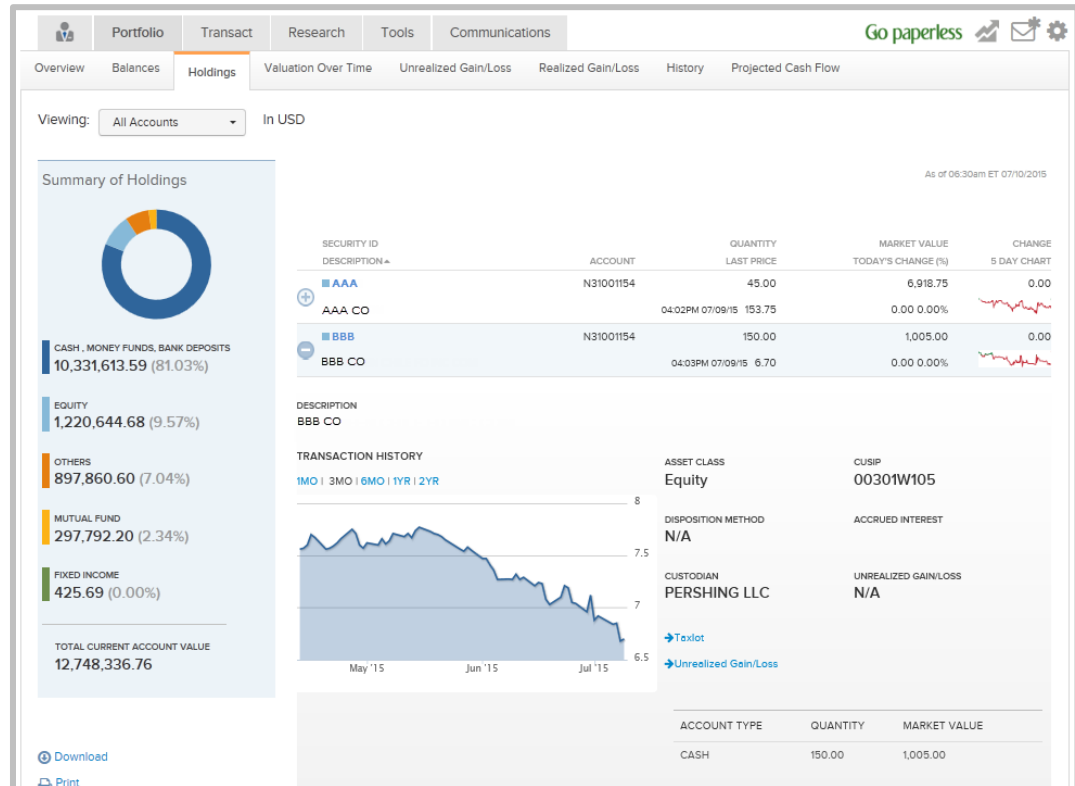 Portfolio Transact Research Tools Communications Go paperless
Overview Balances Holdings Valuation Over Time Unrealized Gain/Loss Realized Gain/Loss History Projected Cash Flow
Viewing: All Accounts In USD
Summary of Holdings
As of 06:30am ET 07/10/2015
CASH , MONEY FUNDS, BANK DEPOSITS
10,331,613.59 (81.03%)
EQUITY
1,220,644.68 (9.57%)
OTHERS
897,860.60 (7.04%)
MUTUAL FUND
297,792.20 (2.34%)
FIXED INCOME
425.69 (0.00%)
TOTAL CURRENT ACCOUNT VALUE
12,748,336.76
Download
Print
SECURITY ID QUANTITY MARKET VALUE CHANGE
DESCRIPTION ACCOUNT LAST PRICE TODAY'S CHANGE (%) 5 DAY CHART
AAA N31001154 45.00 6,918.75 0.00
AAA CO 04:02PM 07/09/15 153.75 0.00 0.00%
BBB N31001154 150.00 1,005.00 0.00
BBB CO 04:03PM 07/09/15 6.70 0.00 0.00%
DESCRIPTION
BBB CO
TRANSACTION HISTORY
1MO | 3MO | 6MO | 1YR | 2YR
8
7.5
7
6.5
May '15 Jun '15 Jul '15
ASSET CLASS CUSIP
Equity 00301W105
DISPOSITION METHOD ACCRUED INTEREST
N/A
CUSTODIAN UNREALIZED GAIN/LOSS
PERSHING LLC N/A
Taxlot
Unrealized Gain/Loss
ACCOUNT TYPE QUANTITY MARKET VALUE
CASH 150.00 1,005.00